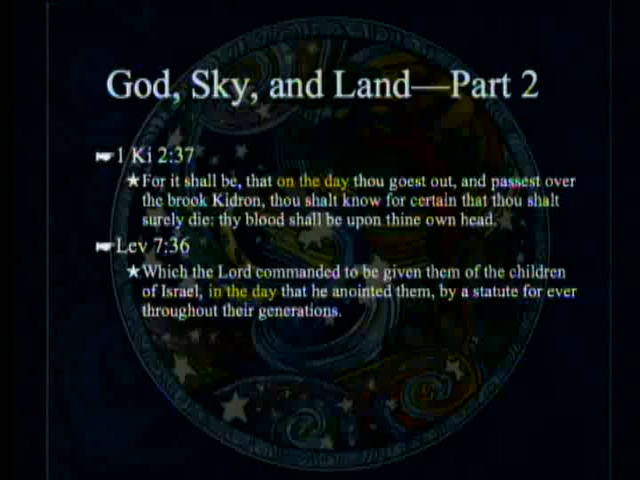 God, Sky, and Land—Part 2
1 Ki 2:37
For it shall be, that on the day thou goest out, and passest over
the brook Kidron, thou shalt know for certain that thou shalt
surely die: thy blood shall be upon thine own head.
Lev 7:36
Which the Lord commanded to be given them of the children
of Israel, in the day that he anointed them, by a statute for ever
throughout their generations.